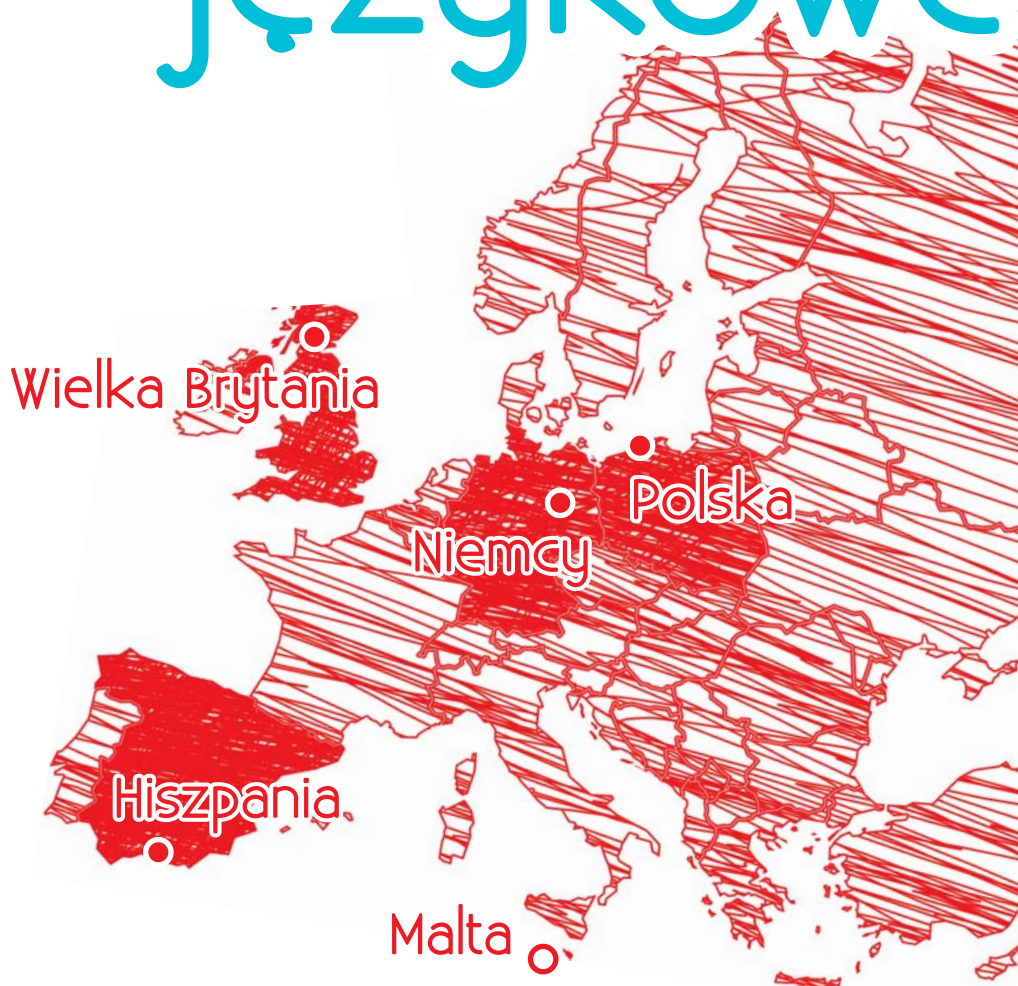 językowe
Wielka Brytania
Polska
Niemcy
Hiszpania
Malta